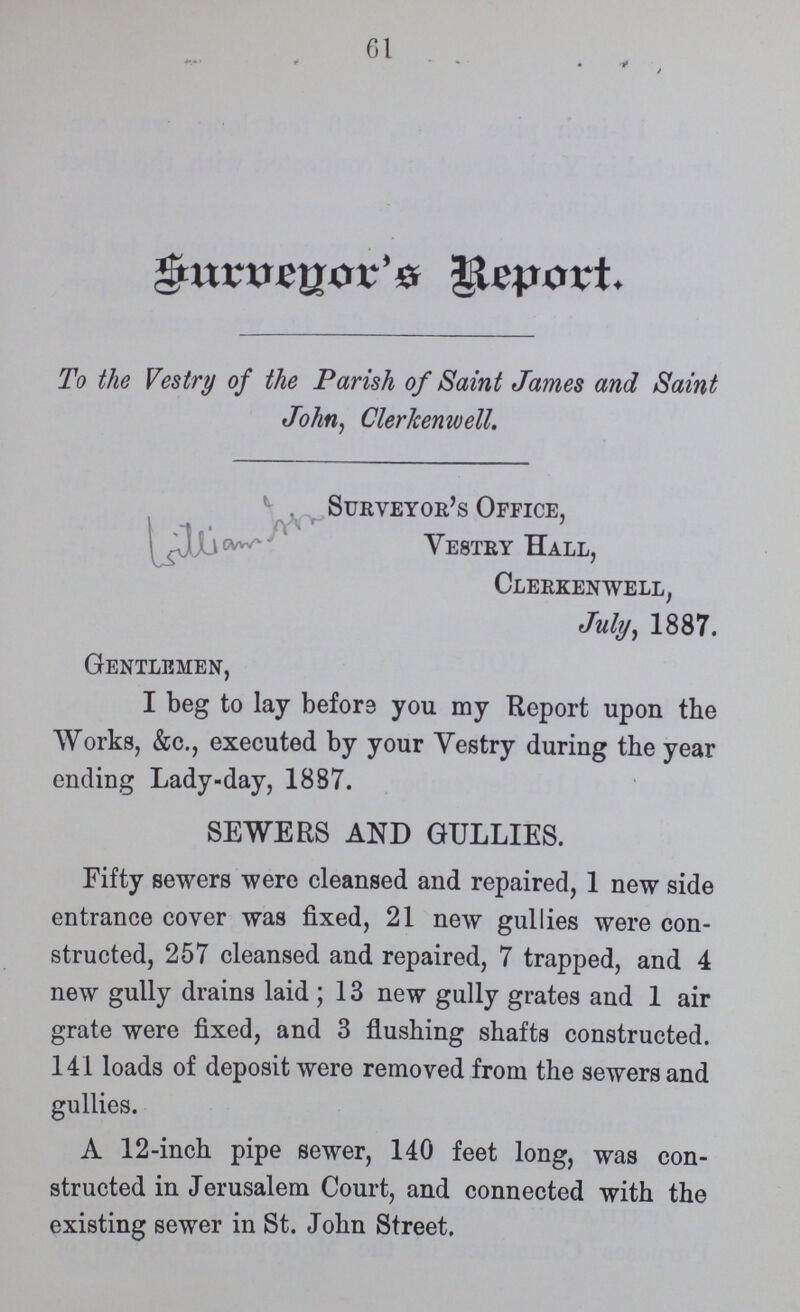 61
Surveyor's Report.
To the Vestry of the Parish of Saint James and Saint
John, Clerkenwell.
Surveyor's Office,
Vestry Hall,
Clerkenwell,
July, 1887.
Gentlemen,
I beg to lay before you my Report upon the
Works, &c., executed by your Vestry during the year
ending Lady-day, 1887.
SEWERS AND GULLIES.
Fifty sewers were cleansed and repaired, 1 new side
entrance cover was fixed, 21 new gullies were con-
structed, 257 cleansed and repaired, 7 trapped, and 4
new gully drains laid; 13 new gully grates and 1 air
grate were fixed, and 3 flushing shafts constructed.
141 loads of deposit were removed from the sewers and
gullies.
A 12-inch pipe sewer, 140 feet long, was con-
structed in Jerusalem Court, and connected with the
existing sewer in St. John Street.